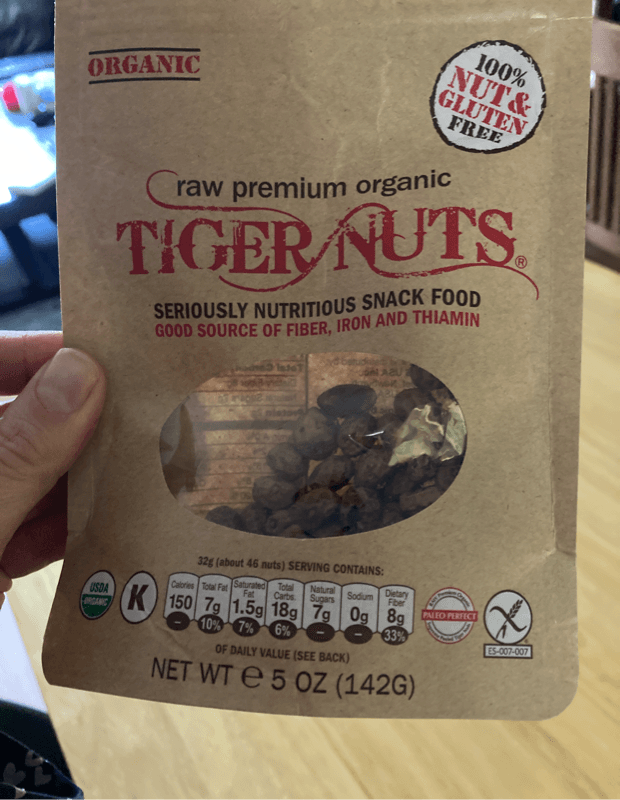 ORGANIC
100%
NUT &
GLUTEN
FREE
raw premium organic
TIGER NUTS®
SERIOUSLY NUTRITIOUS SNACK FOOD
GOOD SOURCE OF FIBER, IRON AND THIAMIN
32g (about 46 nuts) SERVING CONTAINS:
Calories Total Fat Saturated Fat Total Carbs. Natural Sugars Sodium Dietary Fiber
150 7g 1.5g 18g 7g 0g 8g
- 10% 7% 6% - - 33%
OF DAILY VALUE (SEE BACK)
USDA
ORGANIC
K
PALEO PERFECT
ES-007-007
NET WT e 5 OZ (142G)